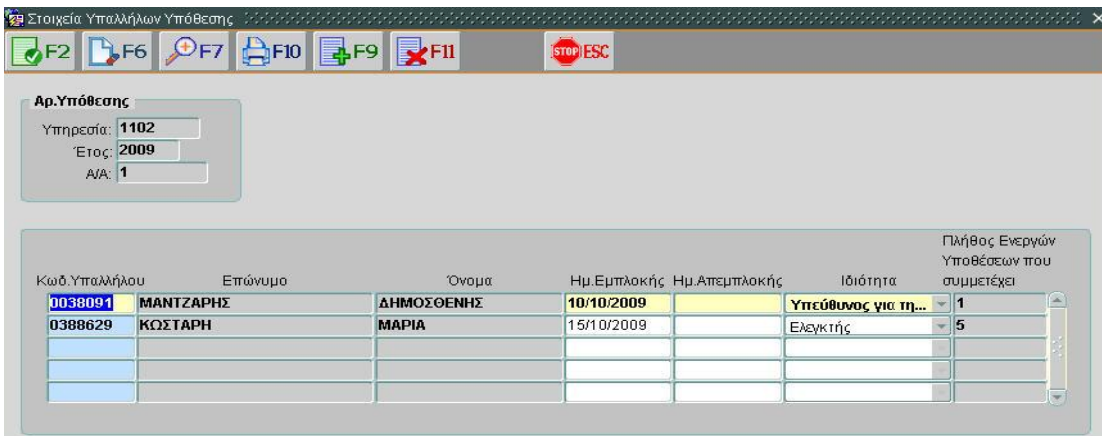 Στοιχεία Υπαλλήλων Υπόθεσης
F2 F6 F7 F10 F9 F11 STOP ESC
Αρ.Υπόθεσης
Υπηρεσία: 1102
Έτος: 2009
Α/Α: 1
Πλήθος Ενεργών
Υποθέσεων που
Κωδ.Υπαλλήλου Επώνυμο Όνομα Ημ.Εμπλοκής Ημ.Απεμπλοκής Ιδιότητα συμμετέχει
0038091 ΜΑΝΤΖΑΡΗΣ ΔΗΜΟΣΘΕΝΗΣ 10/10/2009 Υπεύθυνος για τη... 1
0388629 ΚΩΣΤΑΡΗ ΜΑΡΙΑ 15/10/2009 Ελεγκτής 5